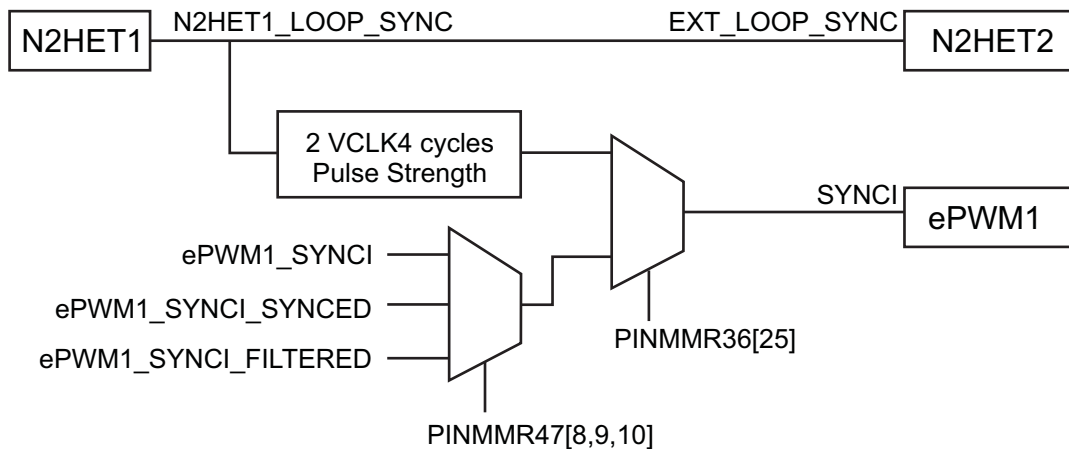 N2HET1
N2HET1_LOOP_SYNC
EXT_LOOP_SYNC
N2HET2
2 VCLK4 cycles
Pulse Strength
SYNCI
ePWM1
ePWM1_SYNCI
ePWM1_SYNCI_SYNCED
ePWM1_SYNCI_FILTERED
PINMMR36[25]
PINMMR47[8,9,10]